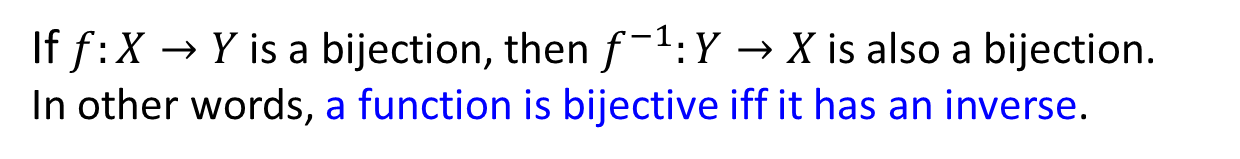 If 𝑓: 𝑋 → 𝑌 is a bijection, then 𝑓⁻¹: 𝑌 → 𝑋 is also a bijection.
In other words, a function is bijective iff it has an inverse.